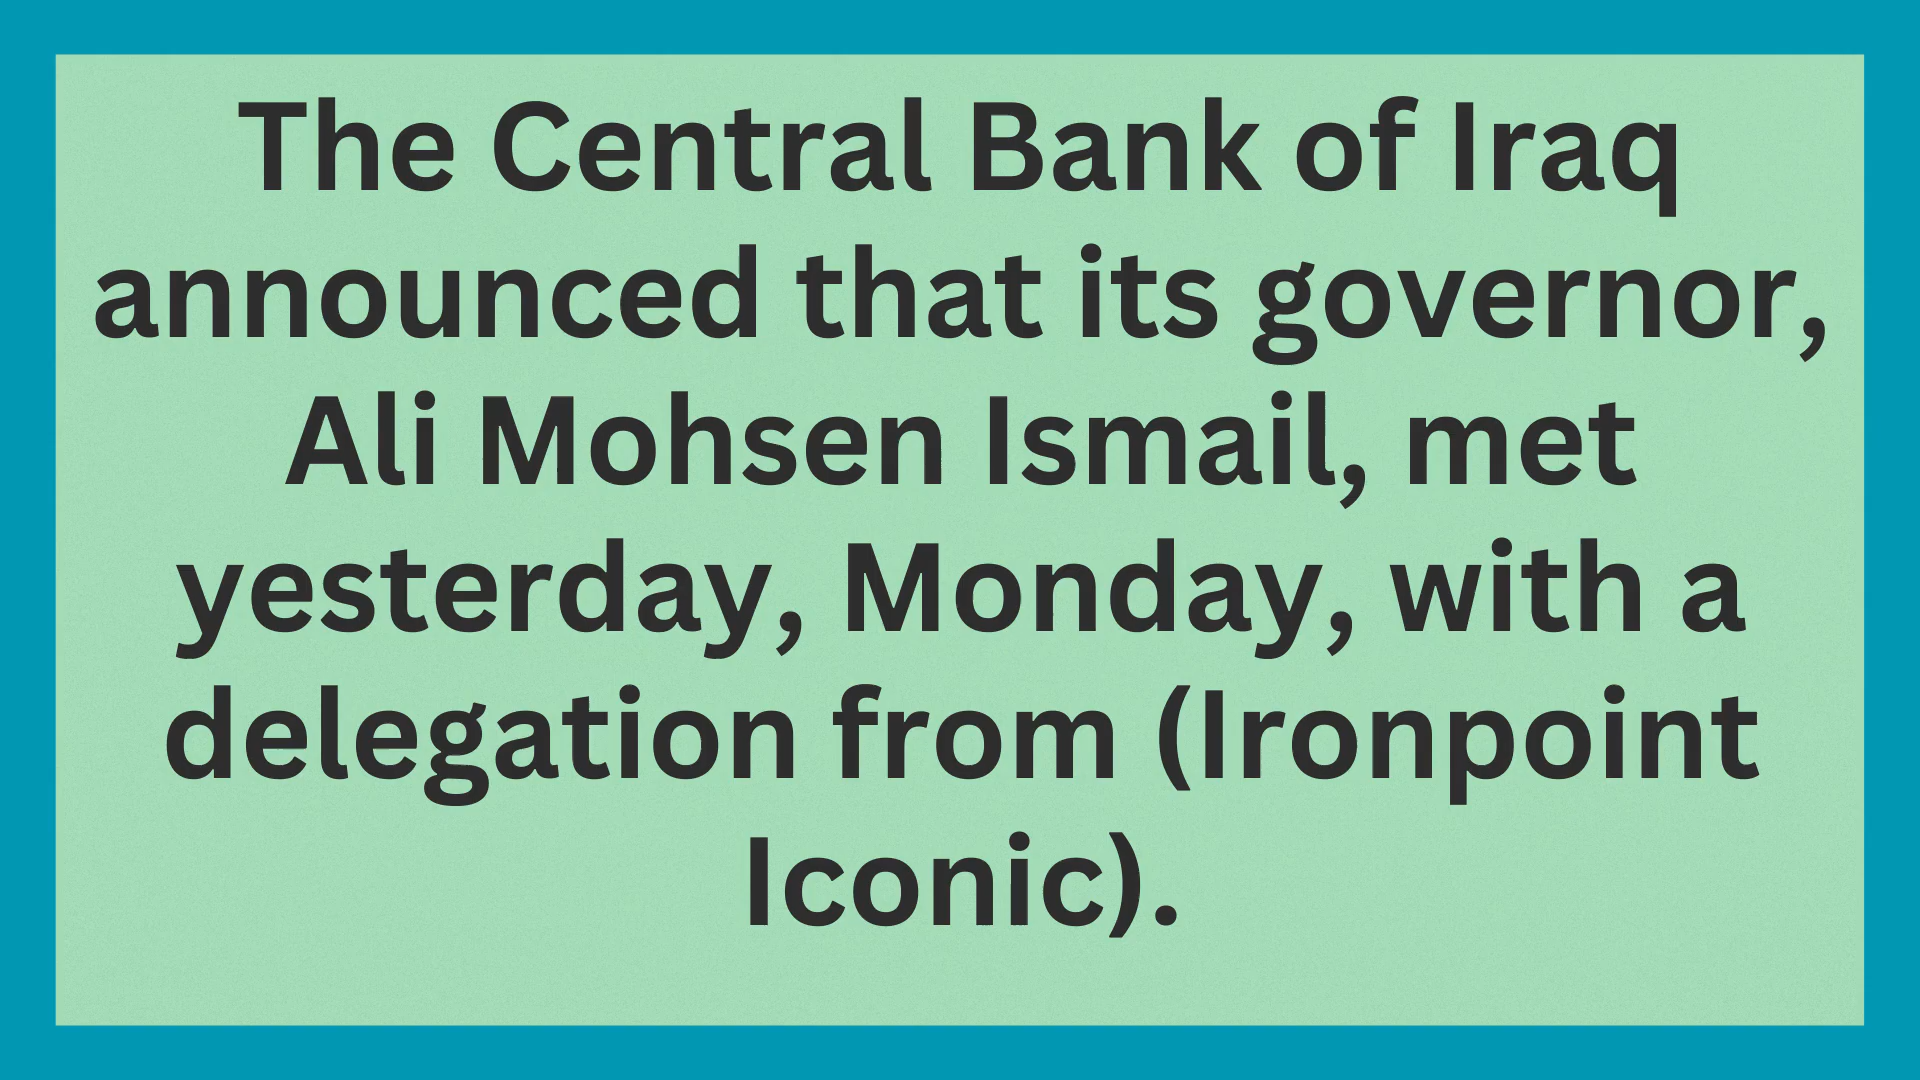 The Central Bank of Iraq
announced that its governor,
Ali Mohsen Ismail, met
yesterday, Monday, with a
delegation from (Ironpoint
Iconic).